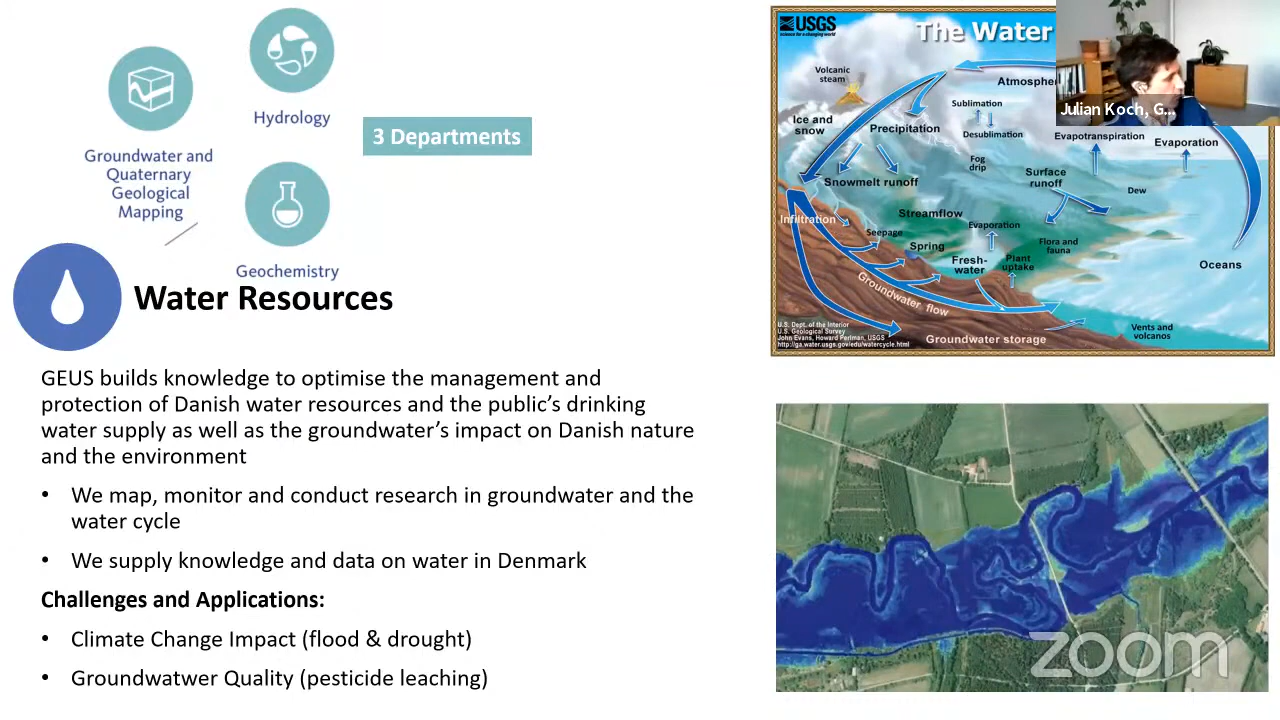 Hydrology
Groundwater and
Quaternary
Geological
Mapping
3 Departments
Geochemistry
Water Resources
GEUS builds knowledge to optimise the management and
protection of Danish water resources and the public’s drinking
water supply as well as the groundwater’s impact on Danish nature
and the environment
• We map, monitor and conduct research in groundwater and the
water cycle
• We supply knowledge and data on water in Denmark
Challenges and Applications:
• Climate Change Impact (flood & drought)
• Groundwatwer Quality (pesticide leaching)
USGS
science for a changing world
The Water
Julian Koch, G...
Volcanic
steam
Atmospher
Sublimation
Ice and
snow
Precipitation
Desublimation
Evapotranspiration
Evaporation
Fog
drip
Snowmelt runoff
Surface
runoff
Dew
Infiltration
Streamflow
Seepage
Evaporation
Spring
Flora and
fauna
Fresh-
water
Plant
uptake
Oceans
Groundwater flow
Groundwater storage
Vents and
volcanos
U.S. Dept. of the Interior
U.S. Geological Survey
John Evans, Howard Perlman, USGS
http://ga.water.usgs.gov/edu/watercycle.html
zoom